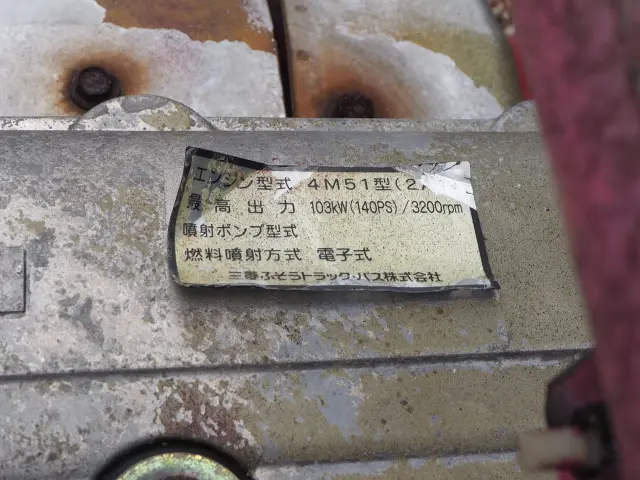 エンジン型式 4M51型(2
最高出力 103kW(140PS)/3200rpm
噴射ポンプ型式
燃料噴射方式 電子式
三菱ふそうトラック・バス株式会社